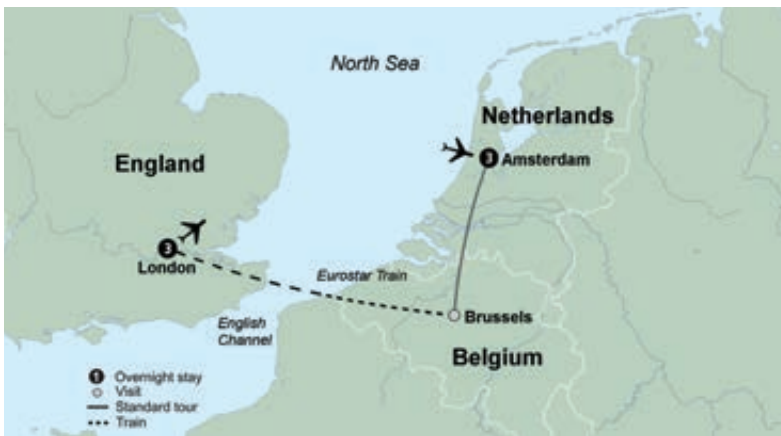 North Sea
Netherlands
England
3
Amsterdam
3
London
Eurostar Train
English
Channel
Brussels
Belgium
1 Overnight stay
Visit
Standard tour
Train